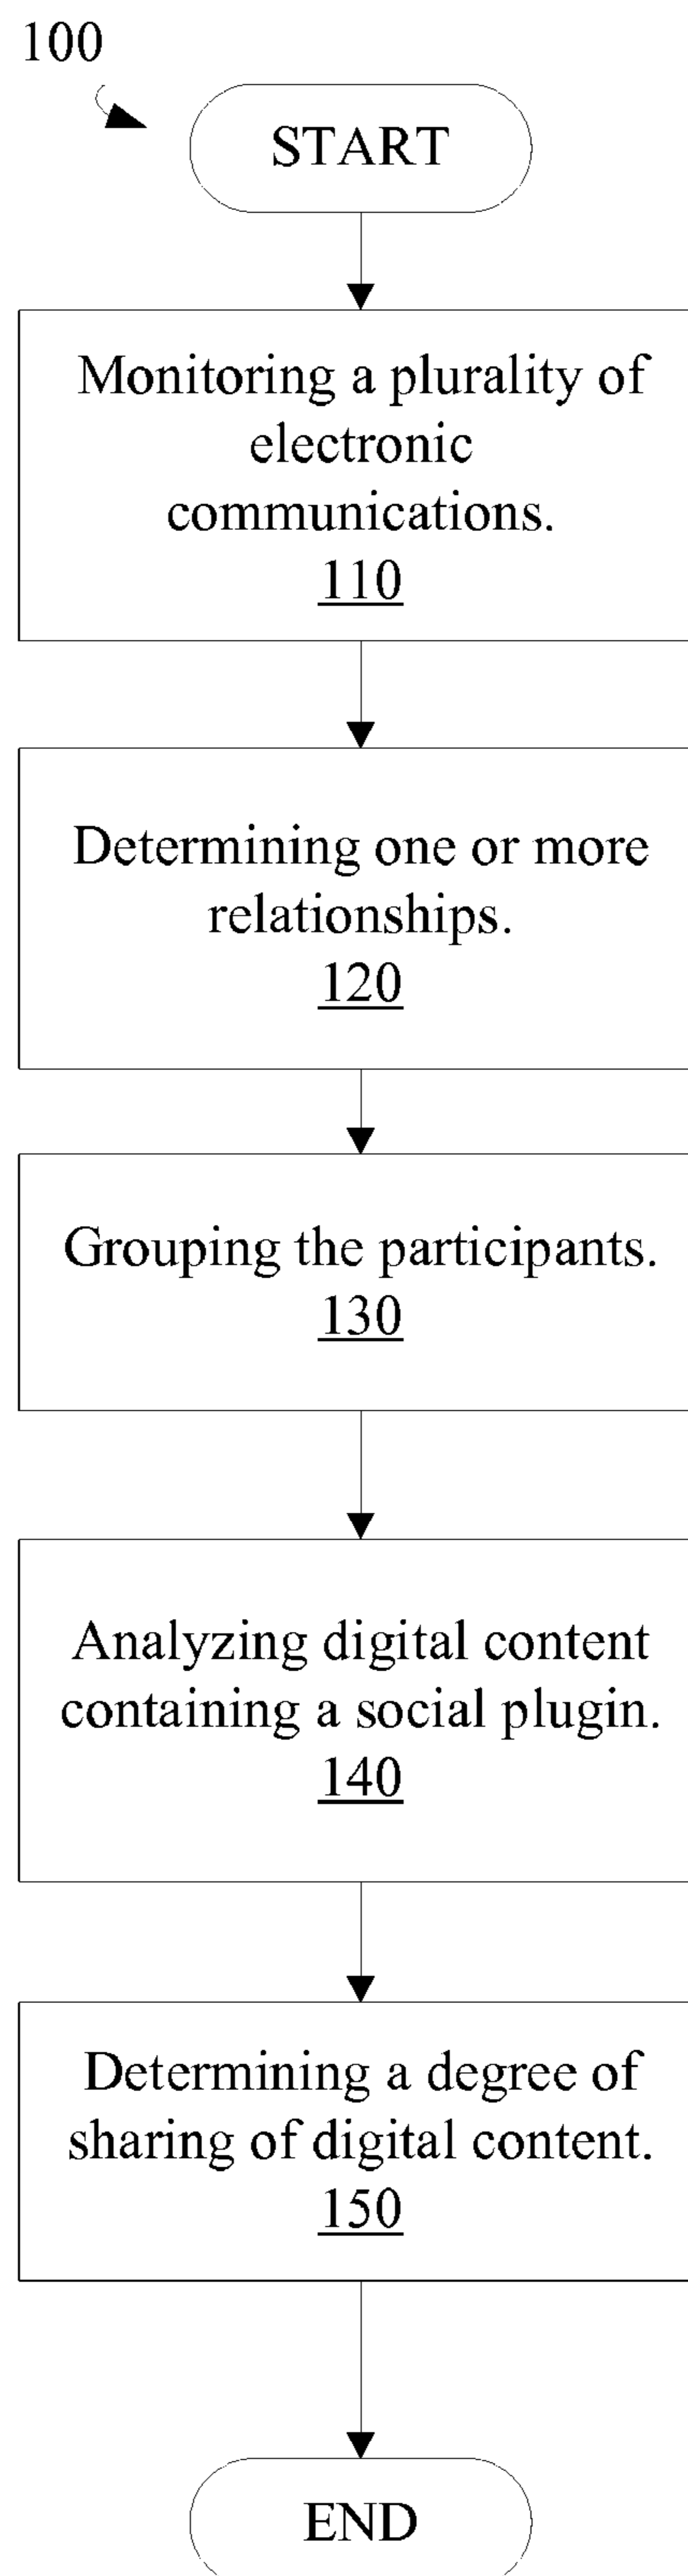 100
START
Monitoring a plurality of
electronic
communications.
110
Determining one or more
relationships.
120
Grouping the participants.
130
Analyzing digital content
containing a social plugin.
140
Determining a degree of
sharing of digital content.
150
END